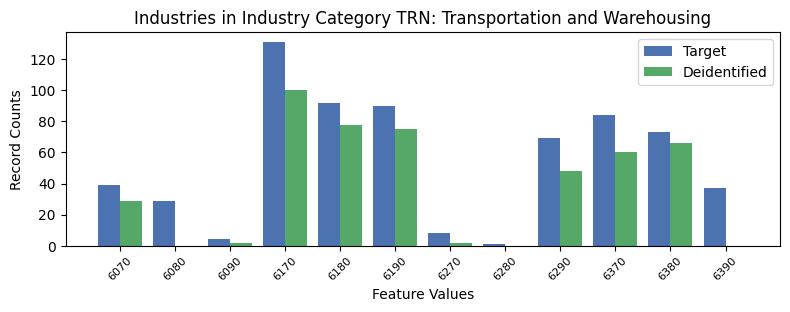 Industries in Industry Category TRN: Transportation and Warehousing
Target
Deidentified
Record Counts
120
100
80
60
40
20
0
6070 6080 6090 6170 6180 6190 6270 6280 6290 6370 6380 6390
Feature Values